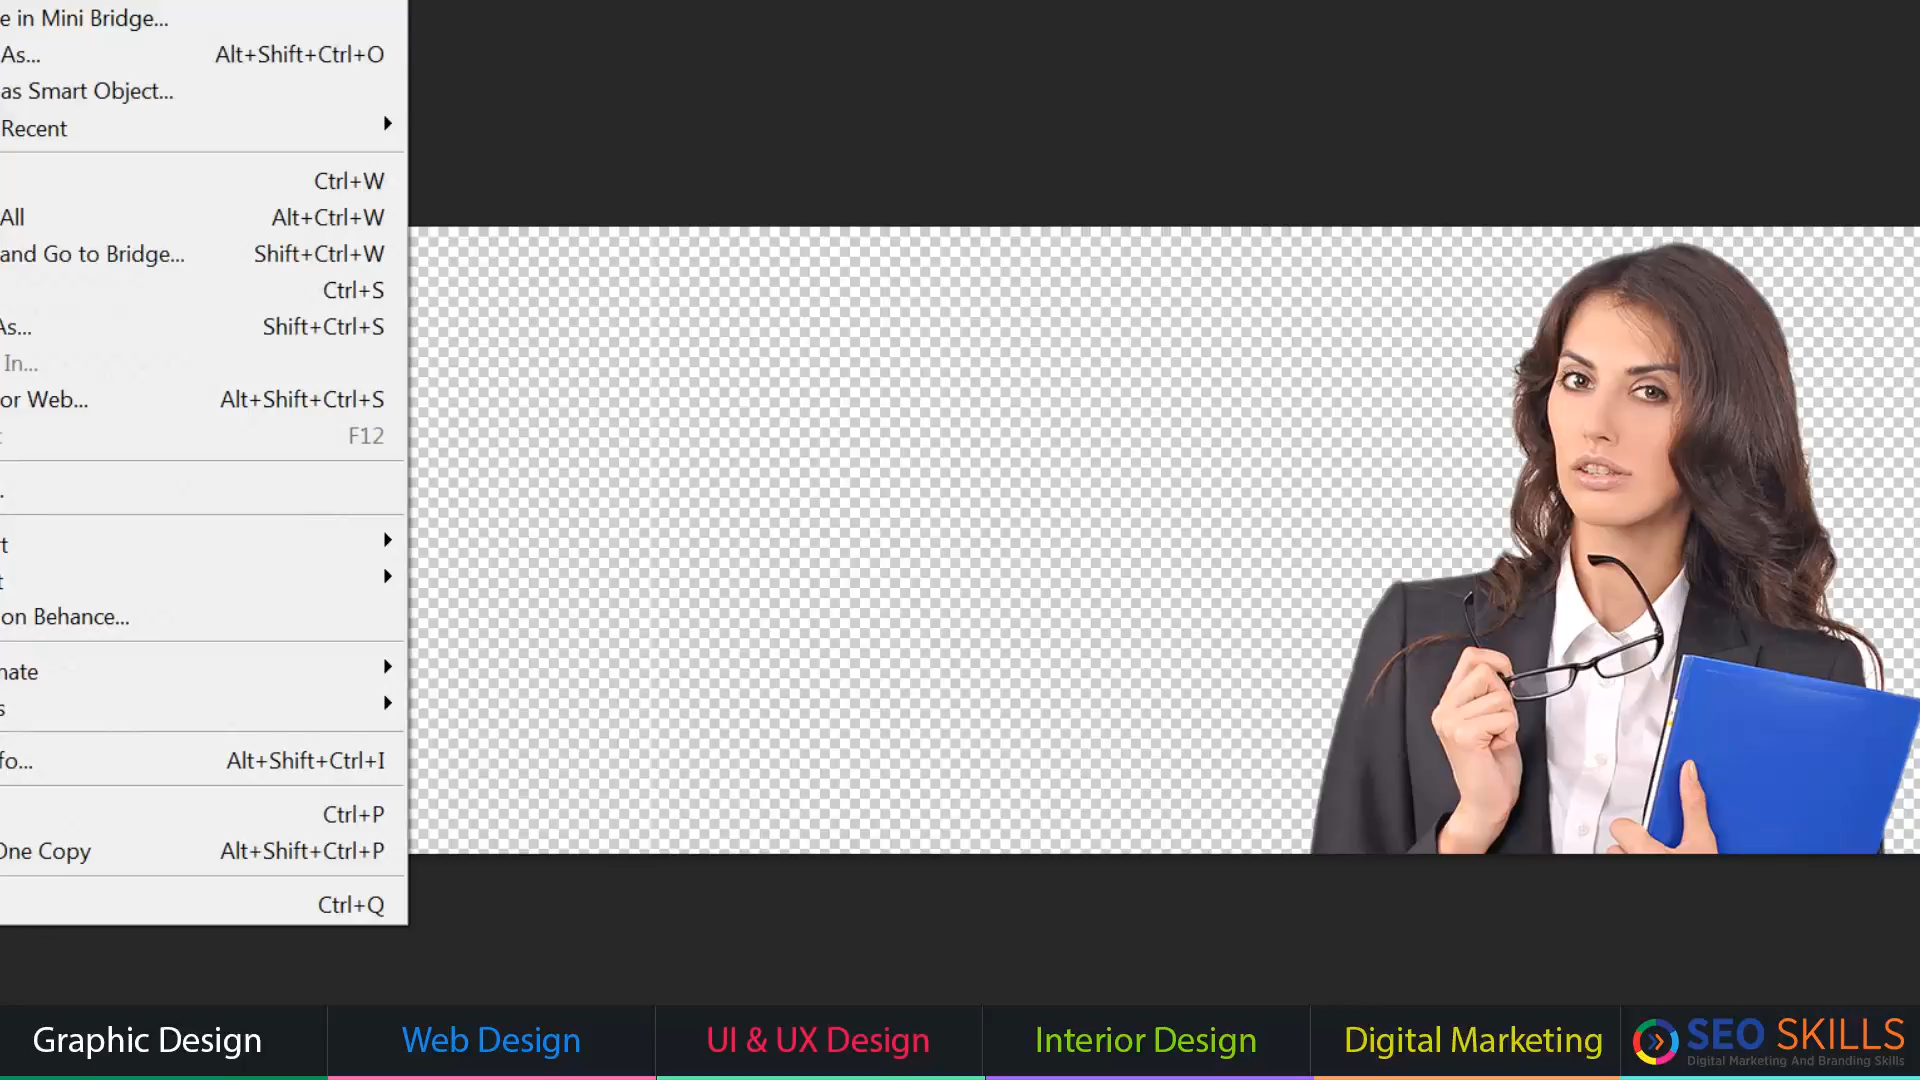 e in Mini Bridge...
As... Alt+Shift+Ctrl+O
as Smart Object...
Recent
Ctrl+W
All Alt+Ctrl+W
and Go to Bridge... Shift+Ctrl+W
Ctrl+S
As... Shift+Ctrl+S
In...
or Web... Alt+Shift+Ctrl+S
F12
t
t
on Behance...
nate
s
fo... Alt+Shift+Ctrl+I
Ctrl+P
One Copy Alt+Shift+Ctrl+P
Ctrl+Q
Graphic Design Web Design UI & UX Design Interior Design Digital Marketing SEO SKILLS
Digital Marketing And Branding Skills